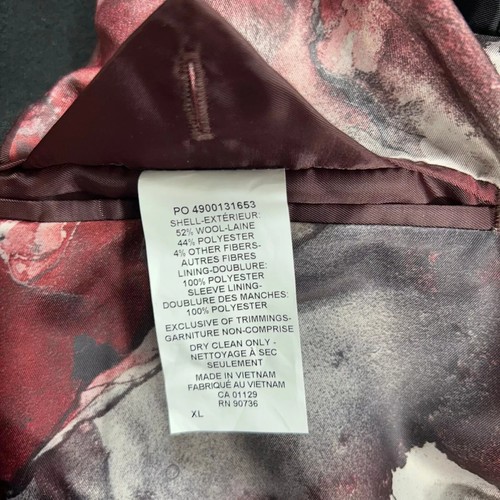 PO 4900131653
SHELL-EXTÉRIEUR:
52% WOOL-LAINE
44% POLYESTER
4% OTHER FIBERS-
AUTRES FIBRES
LINING-DOUBLURE:
100% POLYESTER
SLEEVE LINING-
DOUBLURE DES MANCHES:
100% POLYESTER
EXCLUSIVE OF TRIMMINGS-
GARNITURE NON-COMPRISE
DRY CLEAN ONLY -
NETTOYAGE À SEC
SEULEMENT
MADE IN VIETNAM
FABRIQUÉ AU VIETNAM
CA 01129
RN 90736
XL